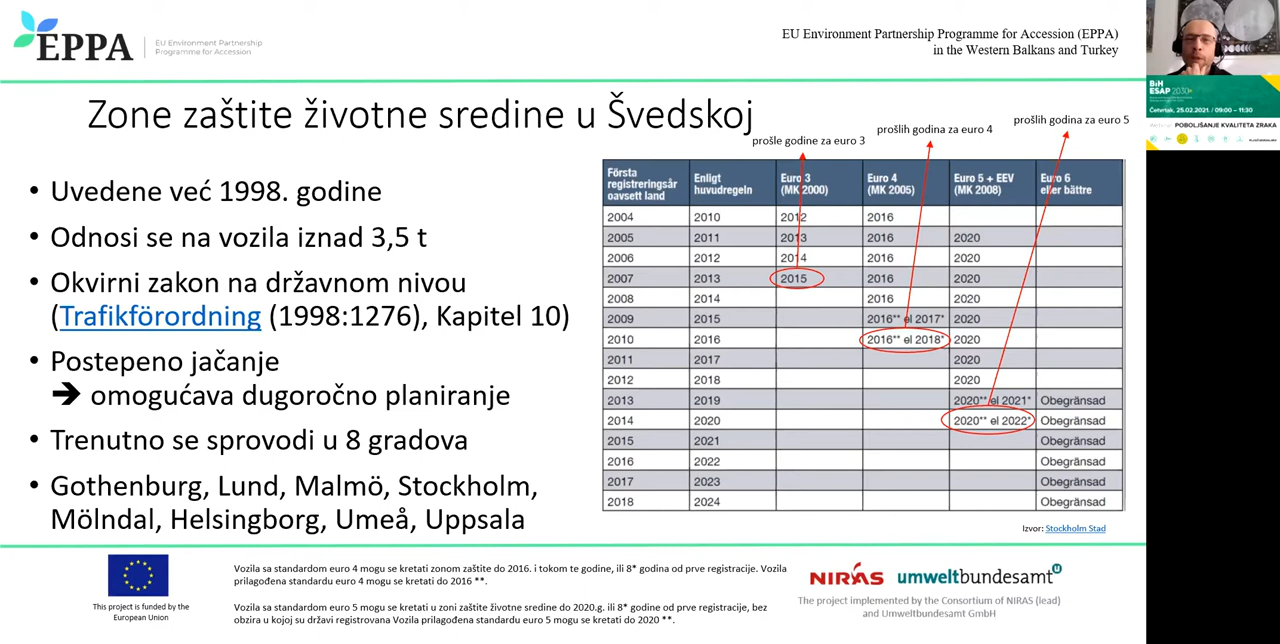 EPPA
EU Environment Partnership
Programme for Accession
EU Environment Partnership Programme for Accession (EPPA)
in the Western Balkans and Turkey
Zone zaštite životne sredine u Švedskoj
• Uvedene već 1998. godine
• Odnosi se na vozila iznad 3,5 t
• Okvirni zakon na državnom nivou
(Trafikförordning (1998:1276), Kapitel 10)
• Postepeno jačanje
➔ omogućava dugoročno planiranje
• Trenutno se sprovodi u 8 gradova
• Gothenburg, Lund, Malmö, Stockholm,
Mölndal, Helsingborg, Umeå, Uppsala
prošle godine za euro 3
prošlih godina za euro 4
prošlih godina za euro 5
Första registreringsår oavsett land | Enligt huvudregeln | Euro 3 (MK 2000) | Euro 4 (MK 2005) | Euro 5 + EEV (MK 2008) | Euro 6 eller bättre
2004 2010 2012 2016
2005 2011 2013 2016 2020
2006 2012 2014 2016 2020
2007 2013 2015 2016 2020
2008 2014 2016 2020
2009 2015 2016** el 2017* 2020
2010 2016 2016** el 2018* 2020
2011 2017 2020
2012 2018 2020
2013 2019 2020** el 2021* Obegränsad
2014 2020 2020** el 2022* Obegränsad
2015 2021 Obegränsad
2016 2022 Obegränsad
2017 2023 Obegränsad
2018 2024 Obegränsad
Izvor: Stockholm Stad
This project is funded by the
European Union
Vozila sa standardom euro 4 mogu se kretati zonom zaštite do 2016. i tokom te godine, ili 8* godina od prve registracije. Vozila
prilagođena standardu euro 4 mogu se kretati do 2016 **.
Vozila sa standardom euro 5 mogu se kretati u zoni zaštite životne sredine do 2020.g. ili 8* godine od prve registracije, bez
obzira u kojoj su državi registrovana Vozila prilagođena standardu euro 5 mogu se kretati do 2020 **.
NIRAS umweltbundesamt
The project implemented by the Consortium of NIRAS (lead)
and Umweltbundesamt GmbH
BiH
ESAP 2030+
Četvrtak, 25.02.2021. / 09:00 - 11:30
POBOLJŠANJE KVALITETA ZRAKA